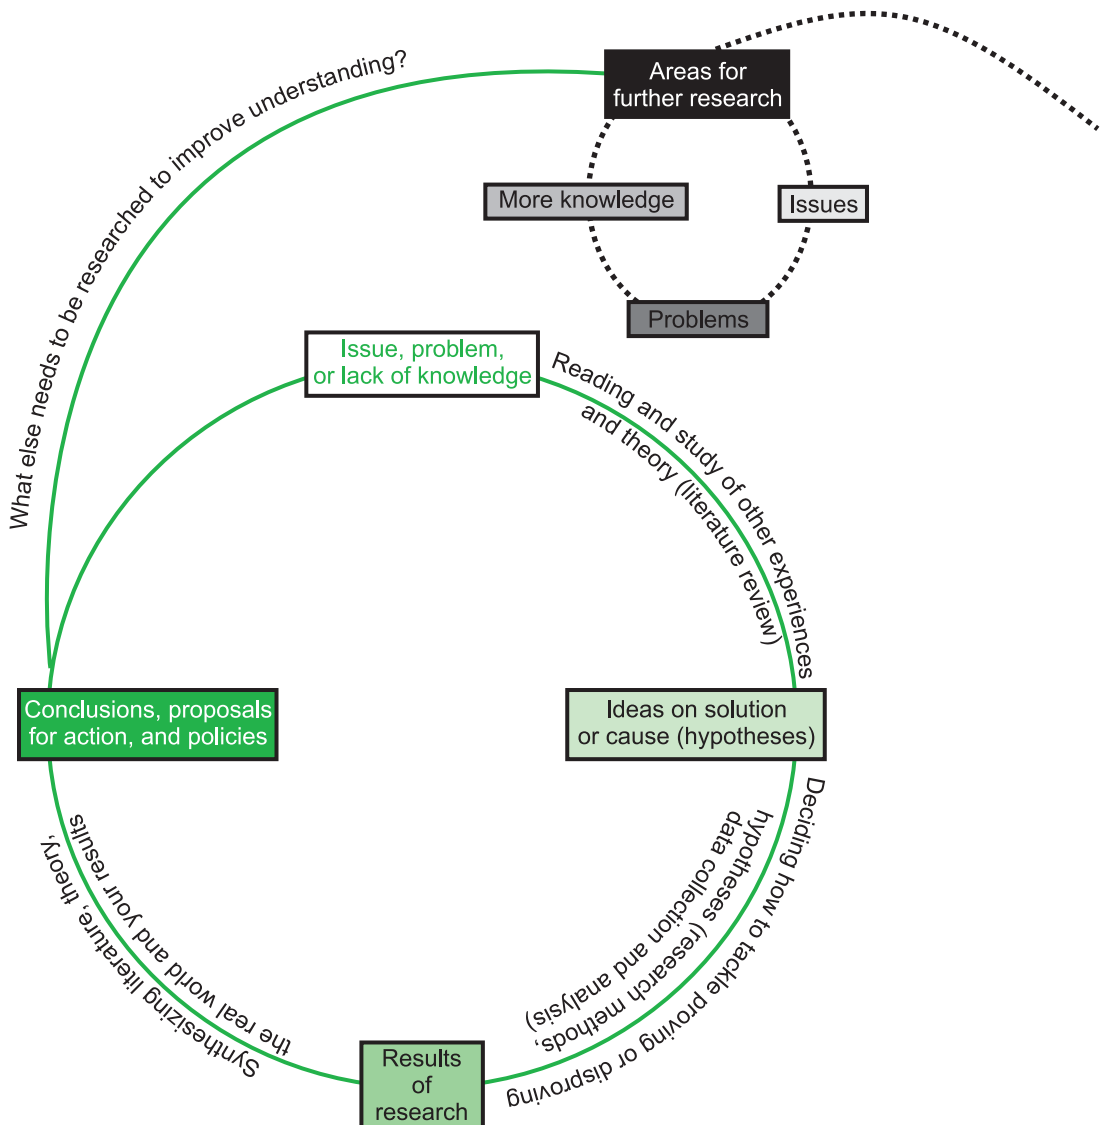 What else needs to be researched to improve understanding?
Areas for
further research
More knowledge
Issues
Problems
Issue, problem,
or lack of knowledge
Reading and study of other experiences
and theory (literature review)
Ideas on solution
or cause (hypotheses)
Deciding how to tackle proving or disproving
hypotheses (research methods,
data collection and analysis)
Results
of
research
Synthesizing literature, theory,
the real world and your results
Conclusions, proposals
for action, and policies